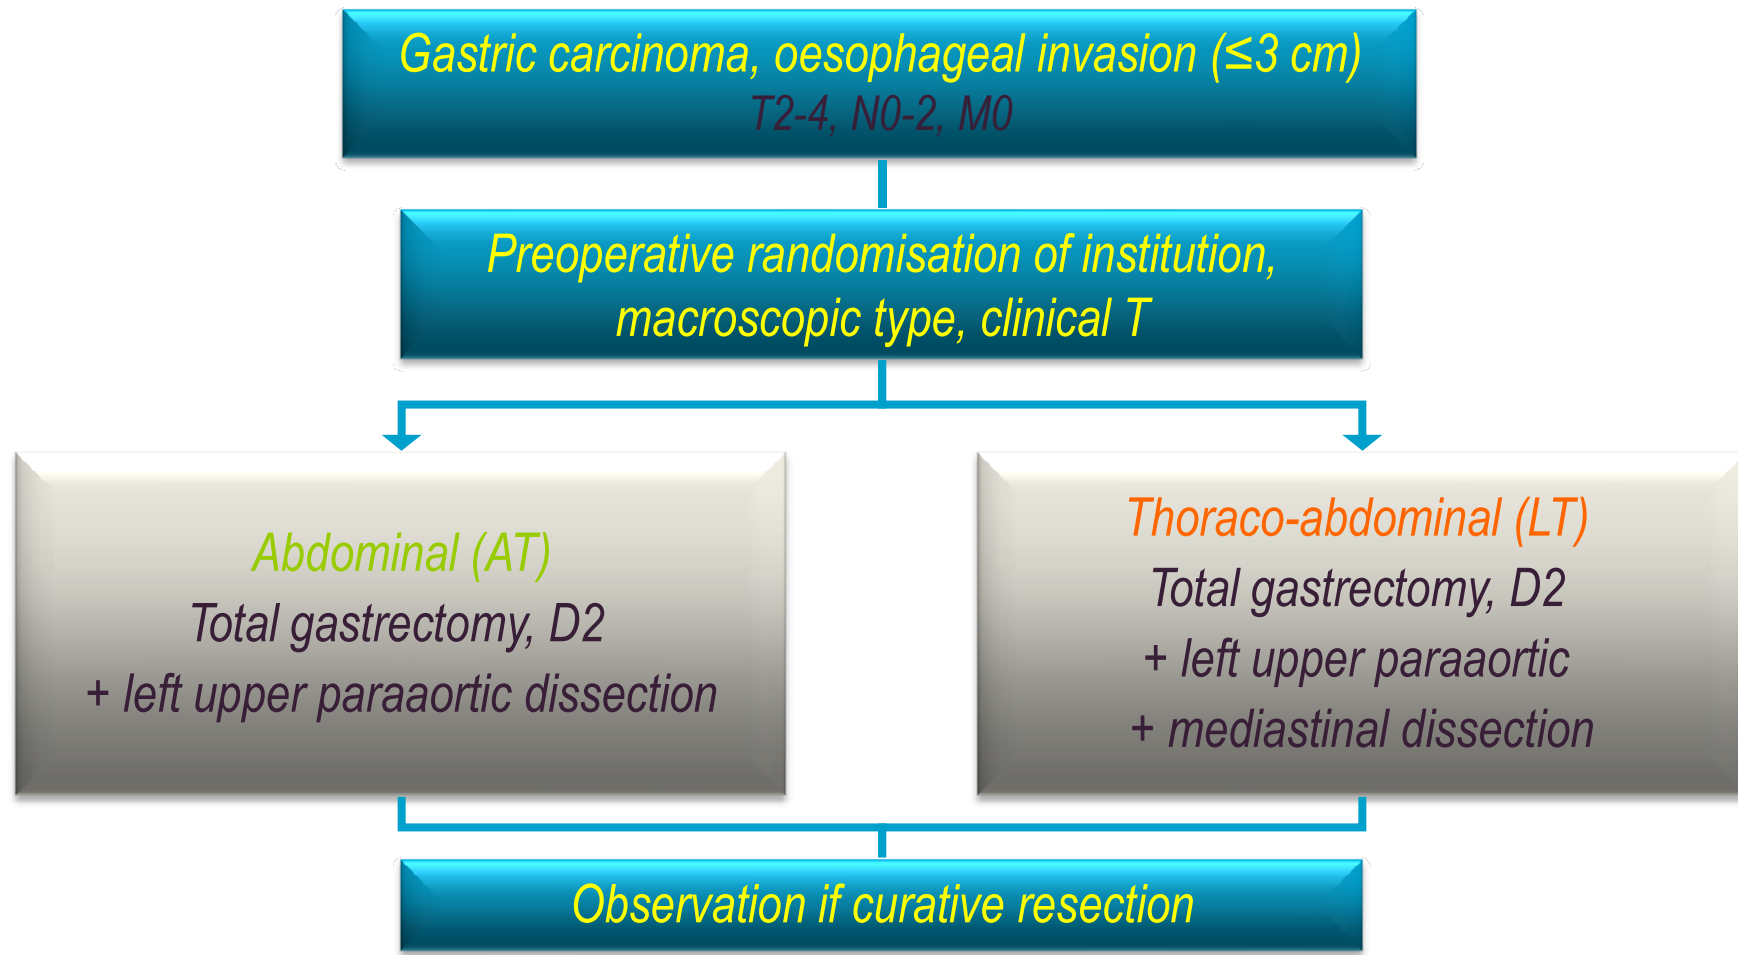 Gastric carcinoma, oesophageal invasion (≤3 cm)
T2-4, N0-2, M0
Preoperative randomisation of institution,
macroscopic type, clinical T
Abdominal (AT)
Total gastrectomy, D2
+ left upper paraaortic dissection
Thoraco-abdominal (LT)
Total gastrectomy, D2
+ left upper paraaortic
+ mediastinal dissection
Observation if curative resection